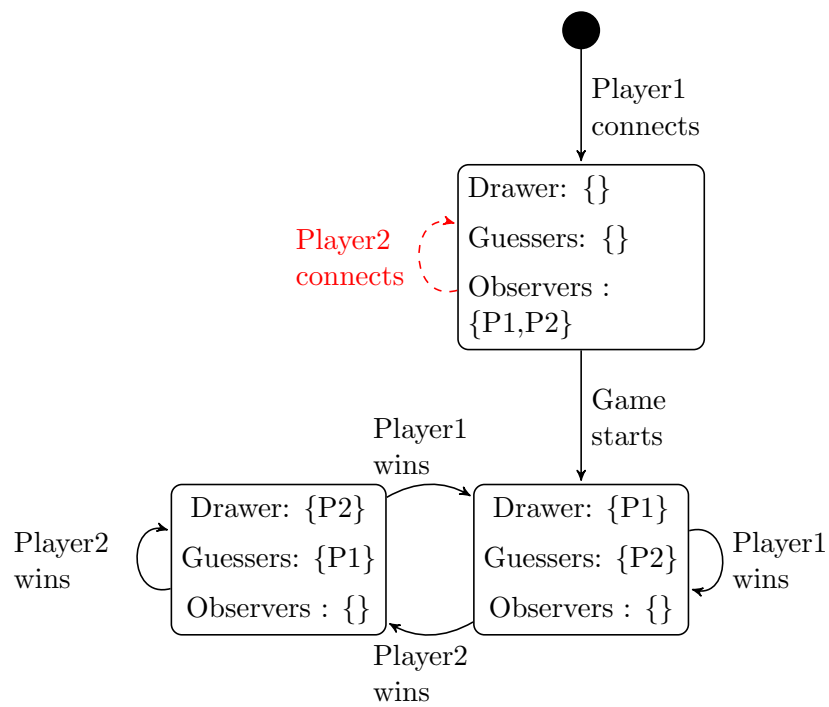 Player1
connects
Drawer: {}
Guessers: {}
Observers :
{P1,P2}
Player2
connects
Game
starts
Player1
wins
Drawer: {P2}
Guessers: {P1}
Observers : {}
Player2
wins
Drawer: {P1}
Guessers: {P2}
Observers : {}
Player1
wins
Player2
wins